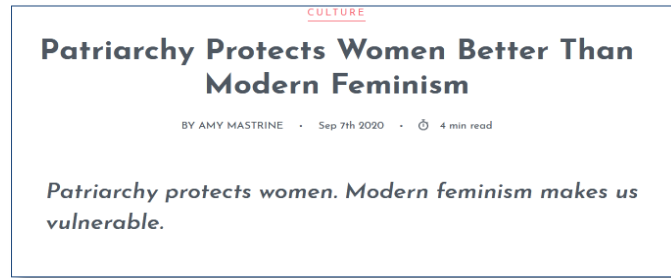 CULTURE
Patriarchy Protects Women Better Than
Modern Feminism
BY AMY MASTRINE • Sep 7th 2020 • 4 min read
Patriarchy protects women. Modern feminism makes us
vulnerable.